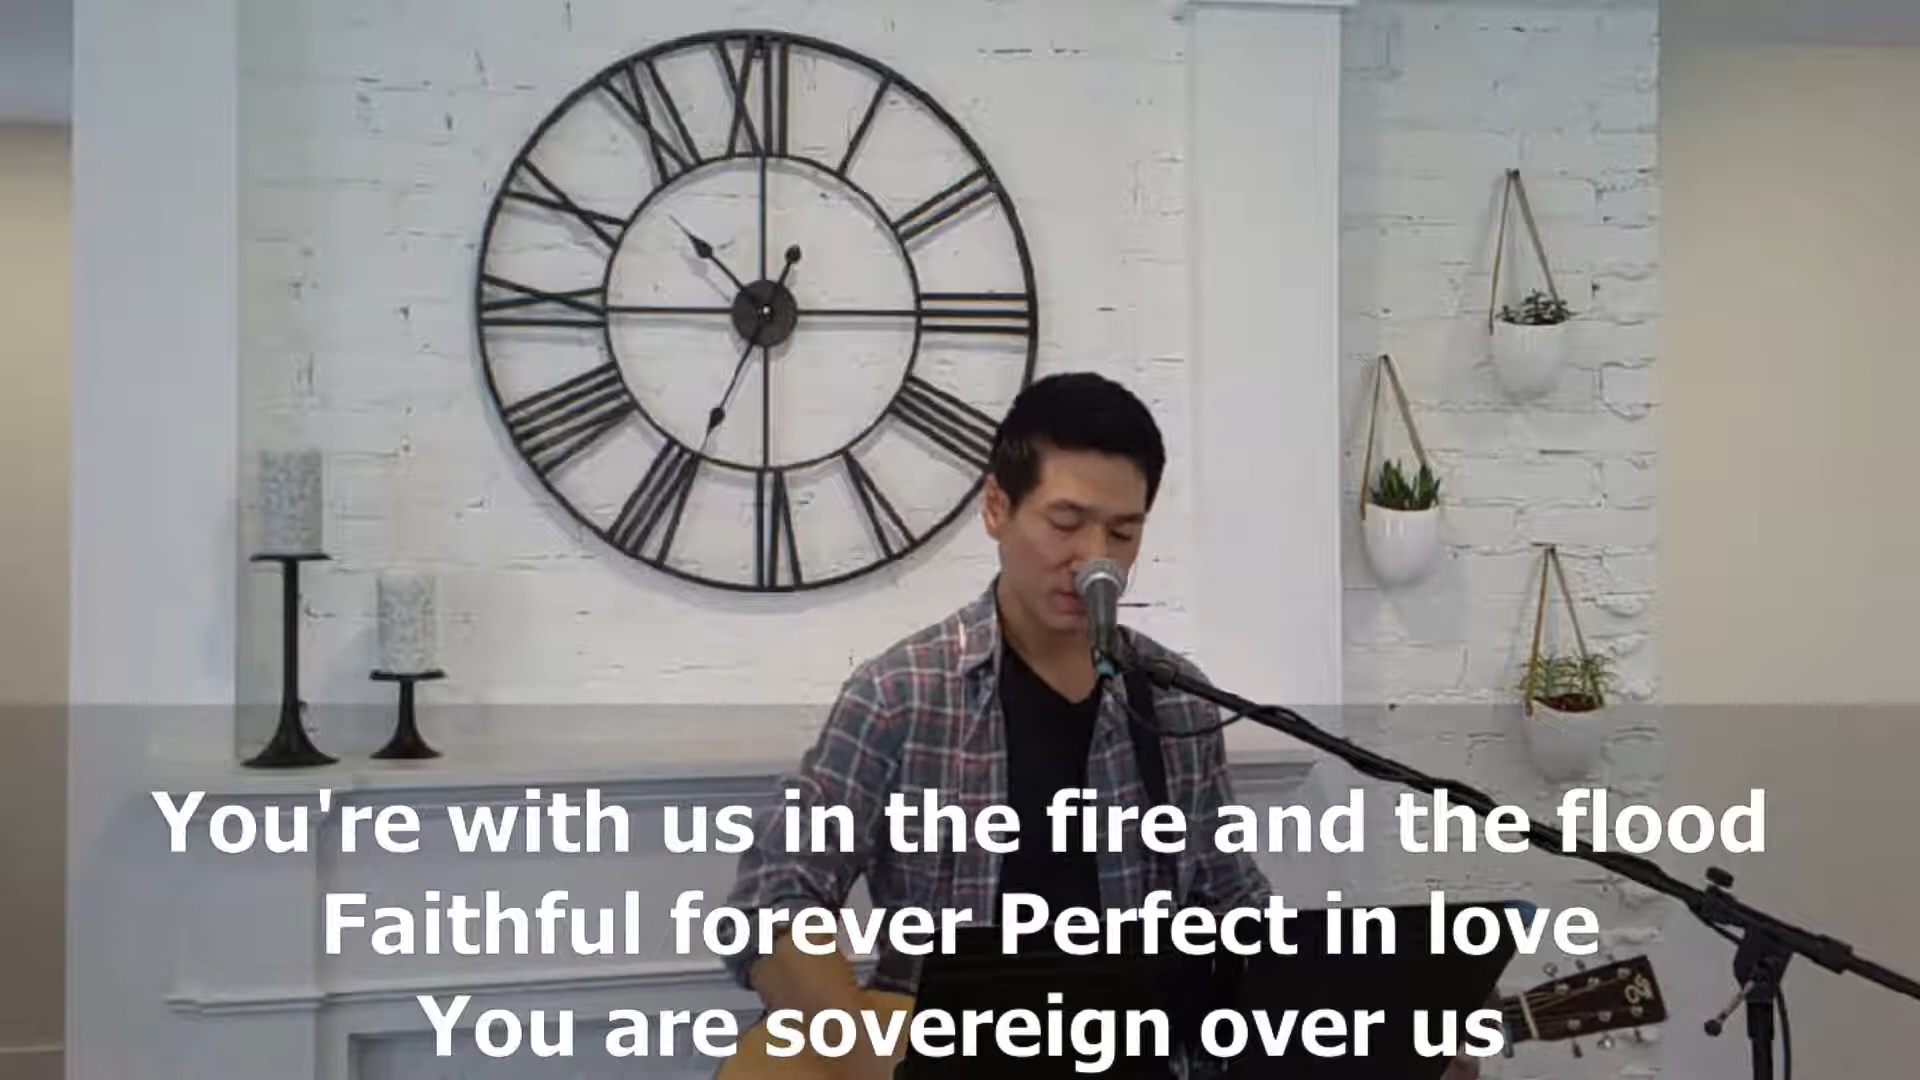 You're with us in the fire and the flood
Faithful forever Perfect in love
You are sovereign over us